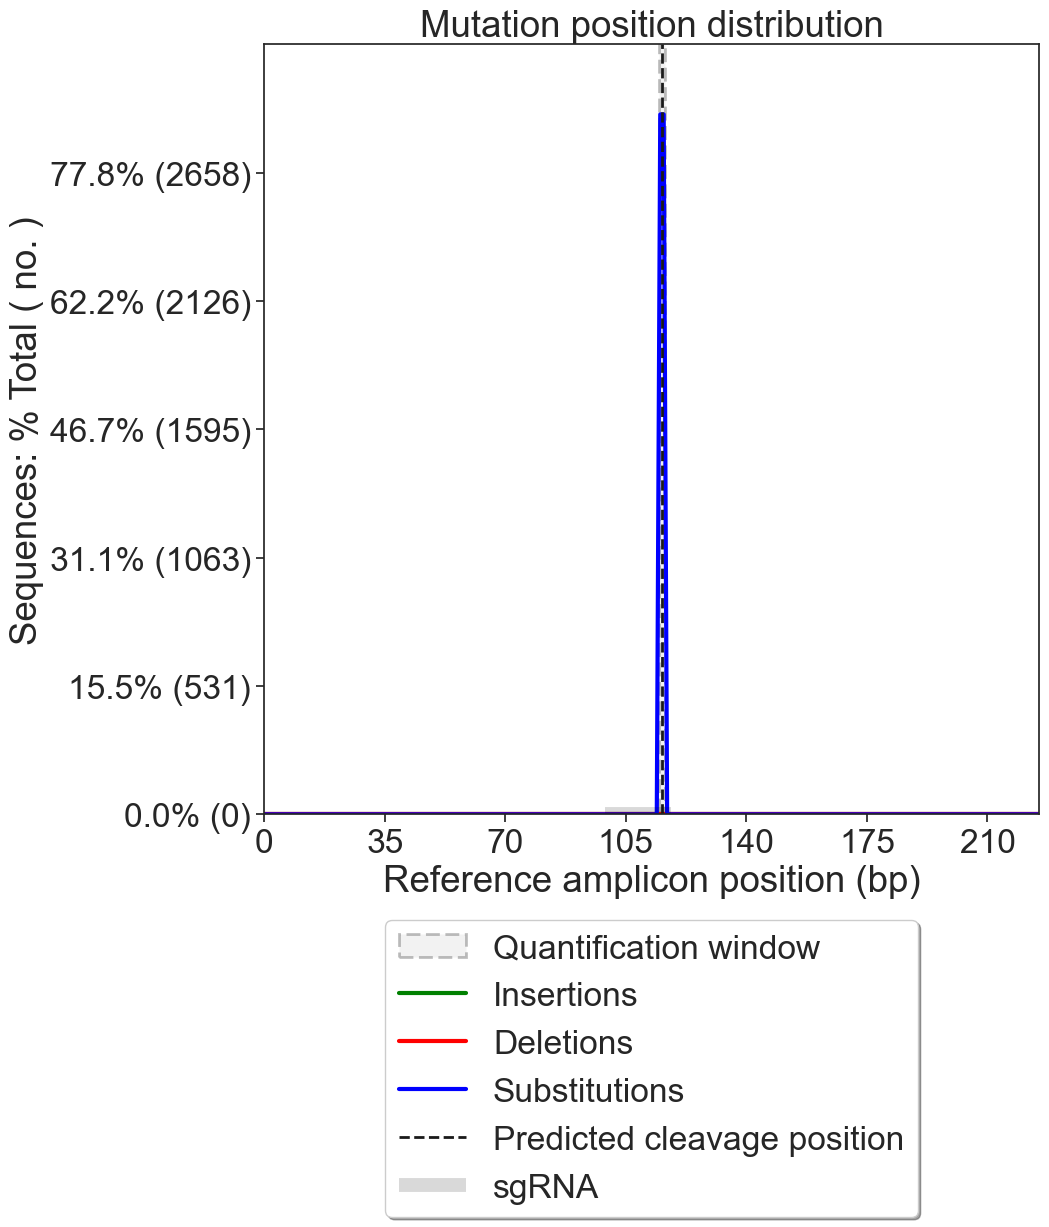 Mutation position distribution
Sequences: % Total ( no. )
77.8% (2658)
62.2% (2126)
46.7% (1595)
31.1% (1063)
15.5% (531)
0.0% (0)
0 35 70 105 140 175 210
Reference amplicon position (bp)
Quantification window
Insertions
Deletions
Substitutions
Predicted cleavage position
sgRNA